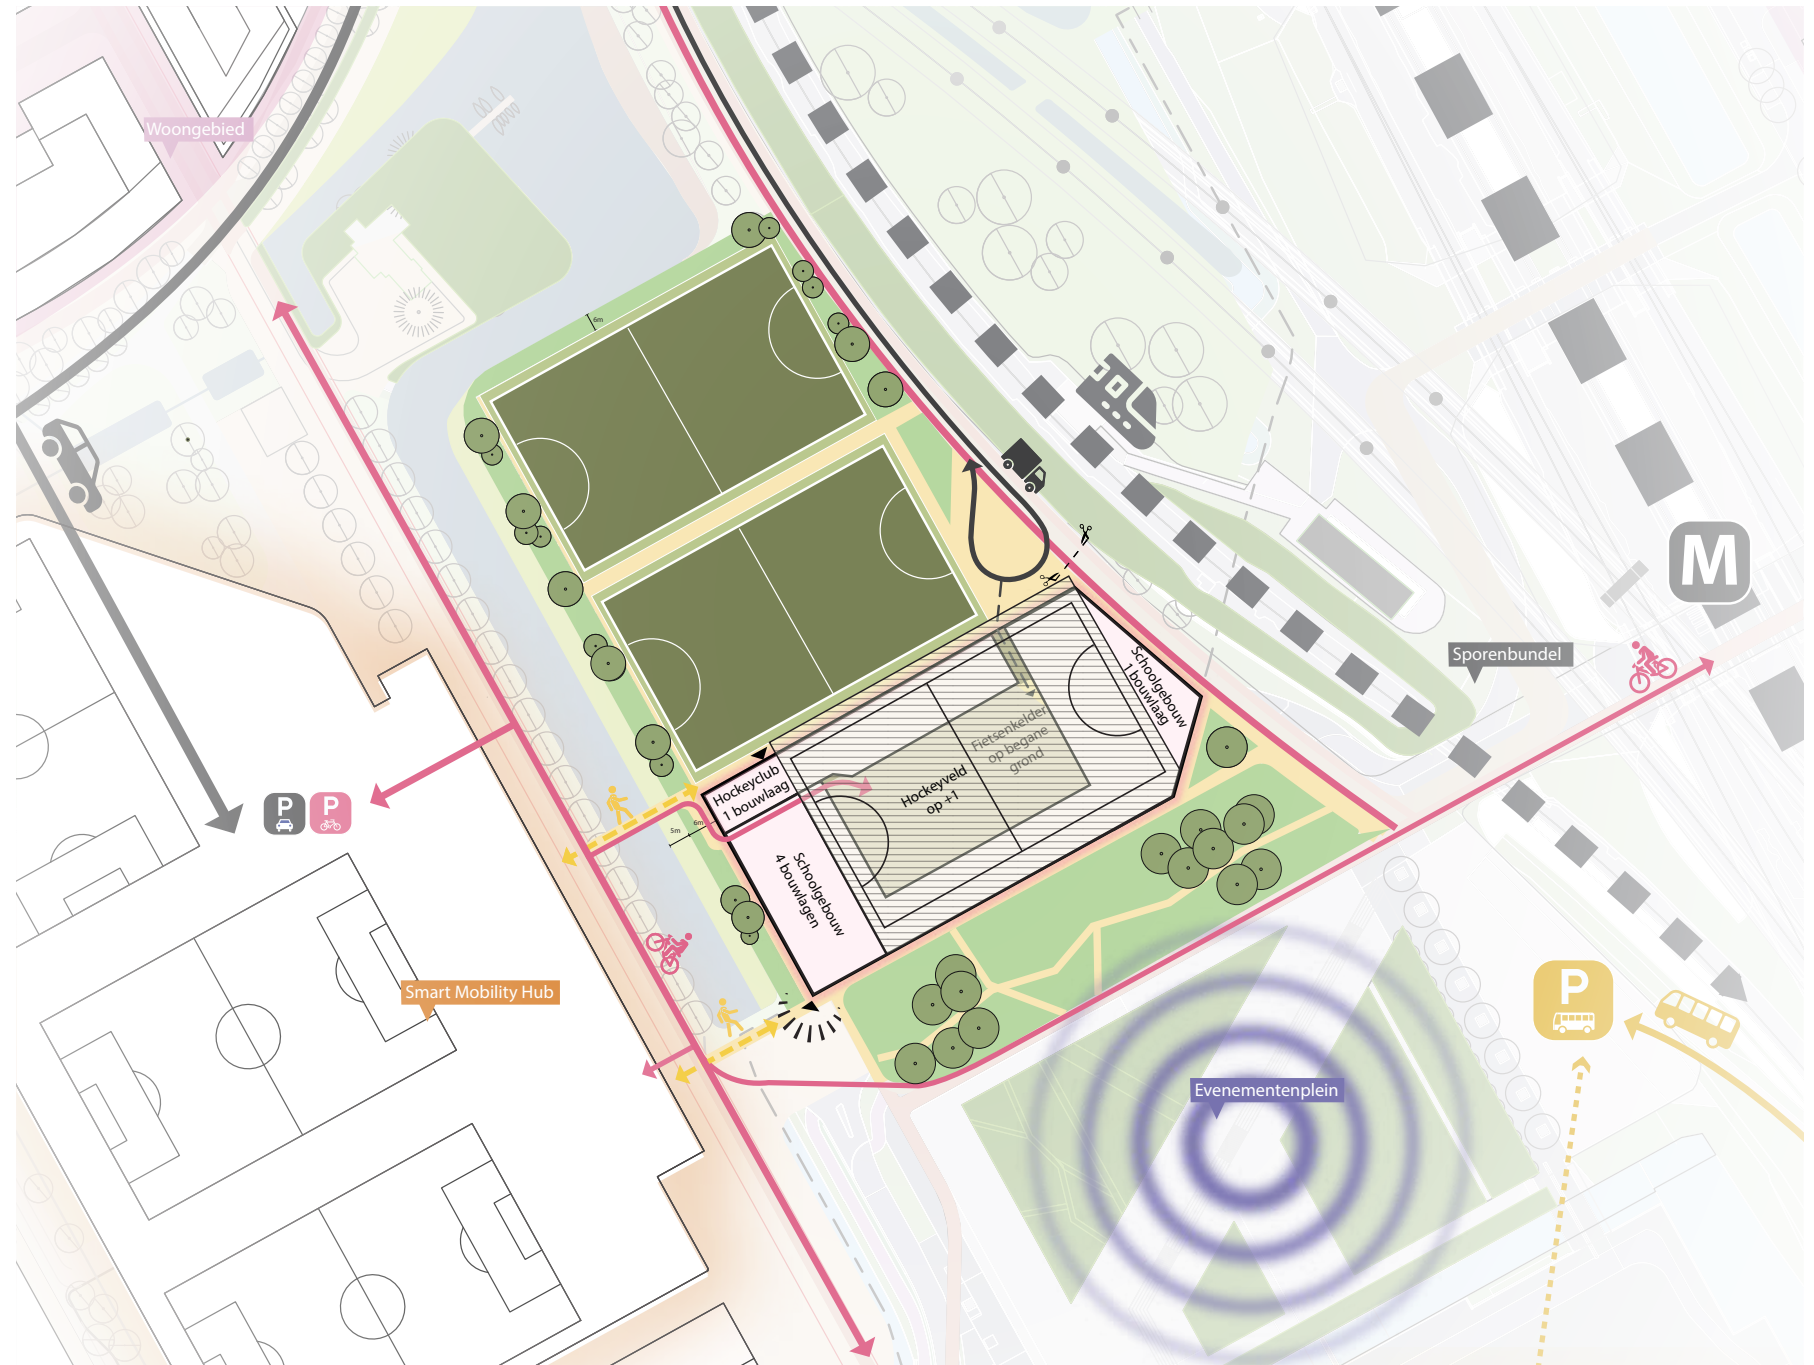 Woongebied
6m
M
Sporenbundel
Schoolgebouw
1 bouwlaag
Fietsenkelder
op begane
grond
Hockeyclub
1 bouwlaag
Hockeyveld
op +1
P
P
5m
6m
Schoolgebouw
4 bouwlagen
Smart Mobility Hub
P
Evenemententplein